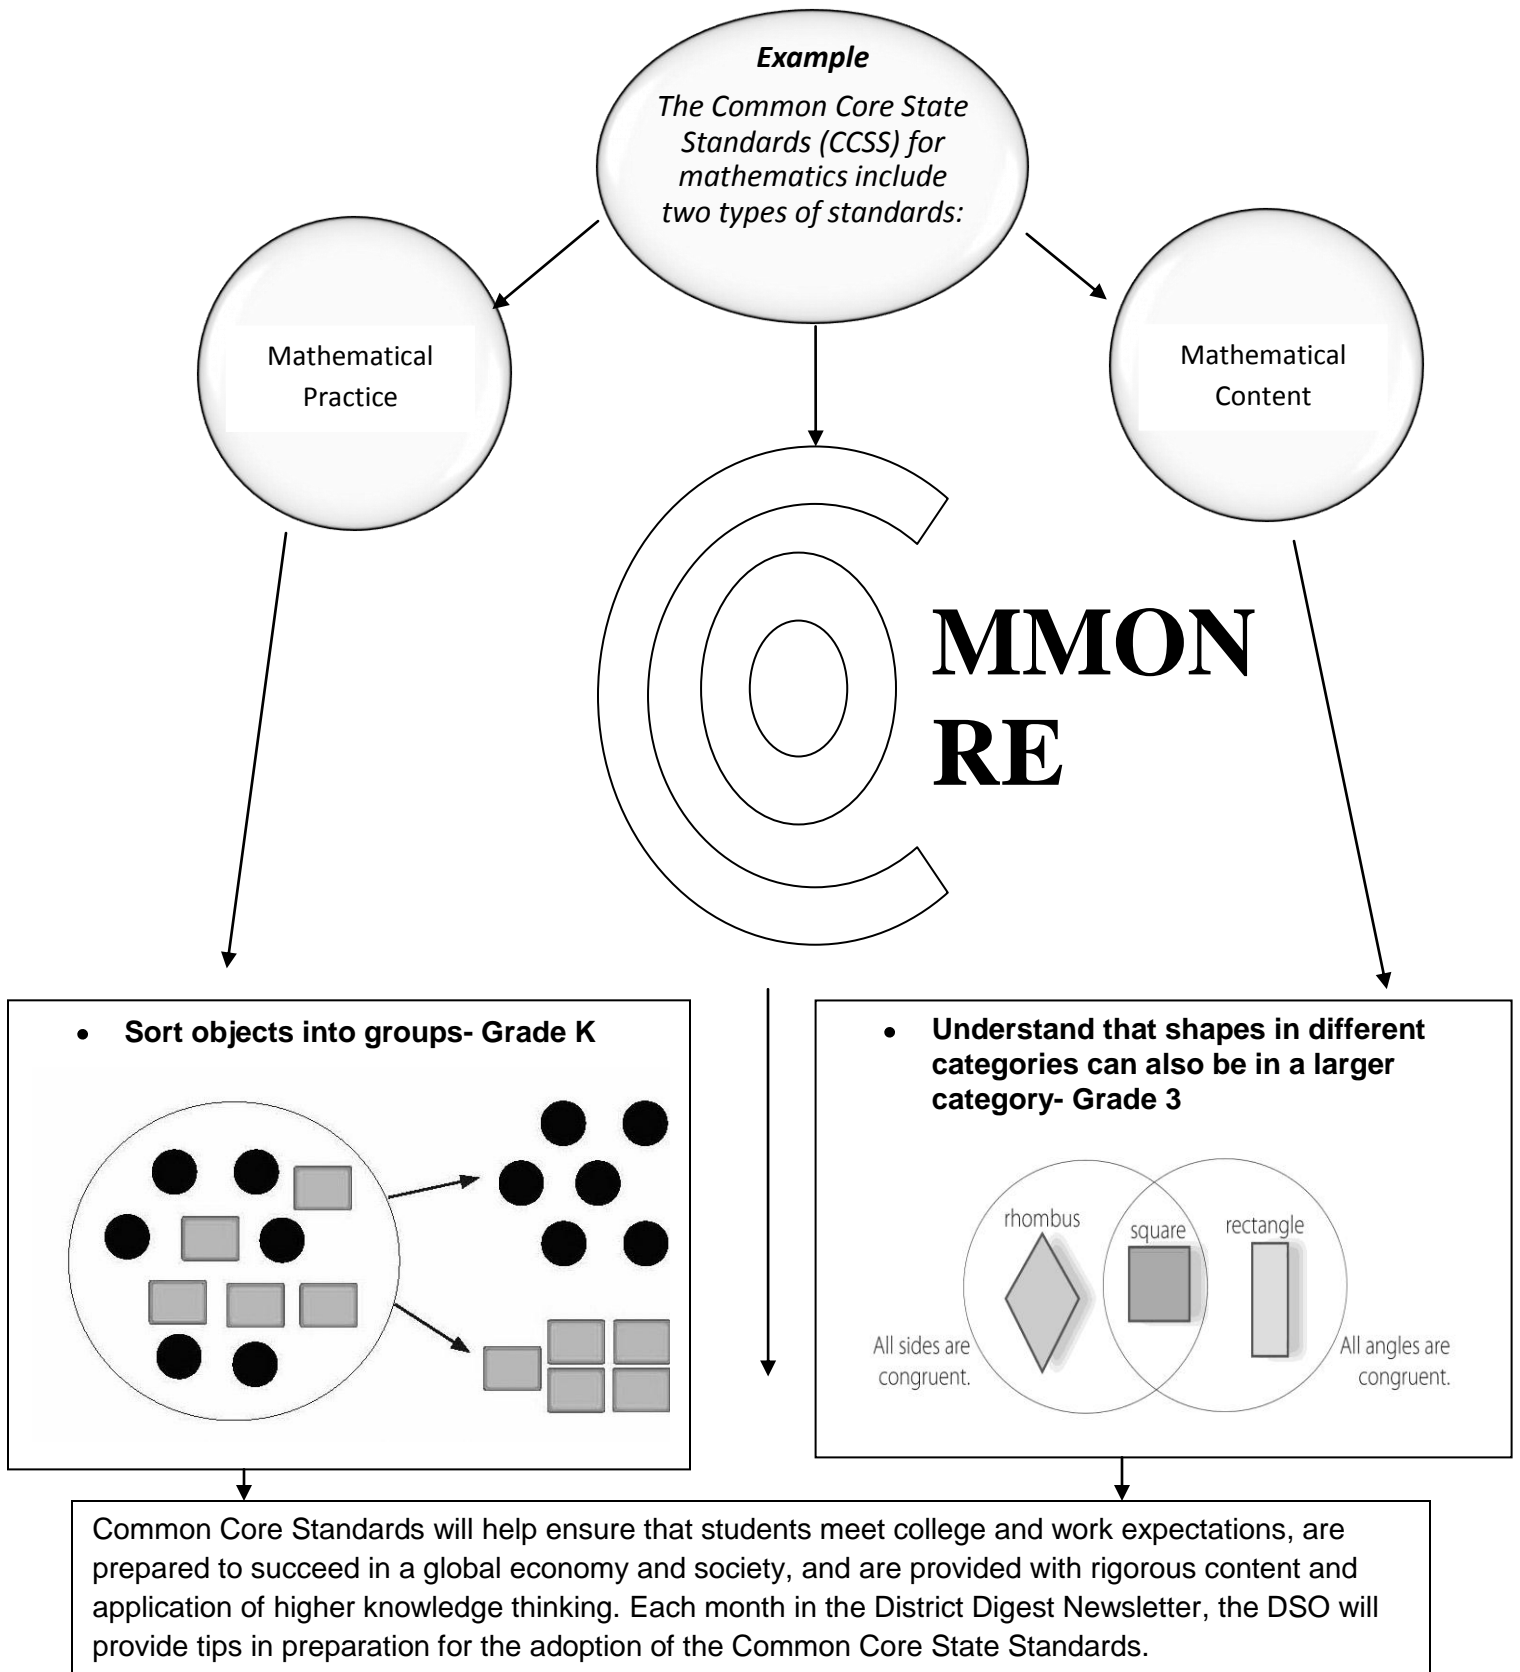 Example
The Common Core State
Standards (CCSS) for
mathematics include
two types of standards:
Mathematical
Practice
Mathematical
Content
CO
MMON
RE
• Sort objects into groups- Grade K
• Understand that shapes in different
categories can also be in a larger
category- Grade 3
rhombus
square
rectangle
All sides are
congruent.
All angles are
congruent.
Common Core Standards will help ensure that students meet college and work expectations, are
prepared to succeed in a global economy and society, and are provided with rigorous content and
application of higher knowledge thinking. Each month in the District Digest Newsletter, the DSO will
provide tips in preparation for the adoption of the Common Core State Standards.